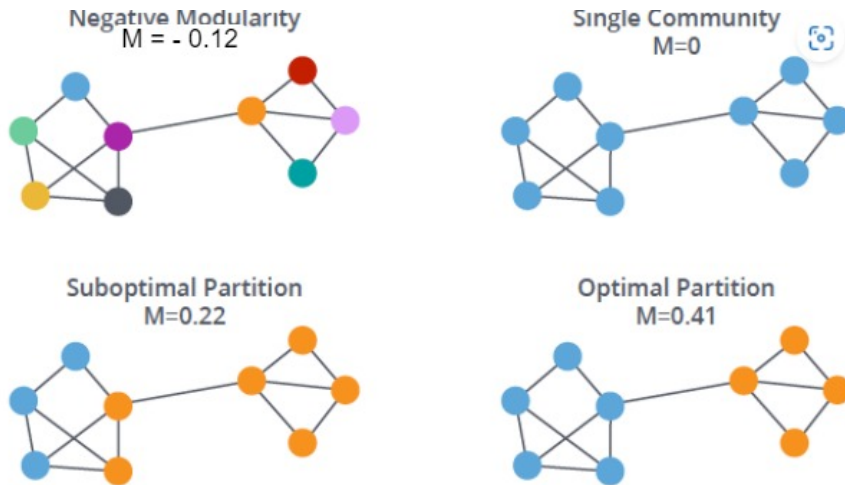 Negative Modularity
M = - 0.12
Single Community
M=0
Suboptimal Partition
M=0.22
Optimal Partition
M=0.41